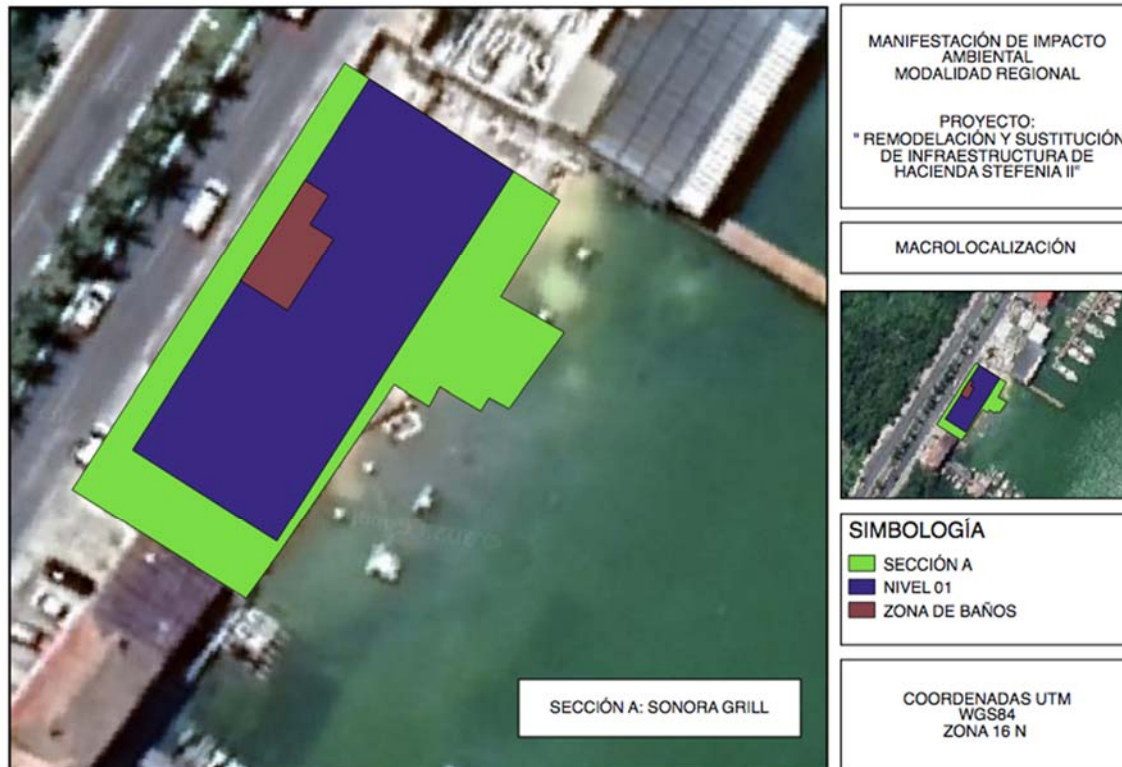 MANIFESTACIÓN DE IMPACTO
AMBIENTAL
MODALIDAD REGIONAL
PROYECTO:
" REMODELACIÓN Y SUSTITUCIÓN
DE INFRAESTRUCTURA DE
HACIENDA STEFENIA II"
MACROLOCALIZACIÓN
SIMBOLOGÍA
SECCIÓN A
NIVEL 01
ZONA DE BAÑOS
SECCIÓN A: SONORA GRILL
COORDENADAS UTM
WGS84
ZONA 16 N